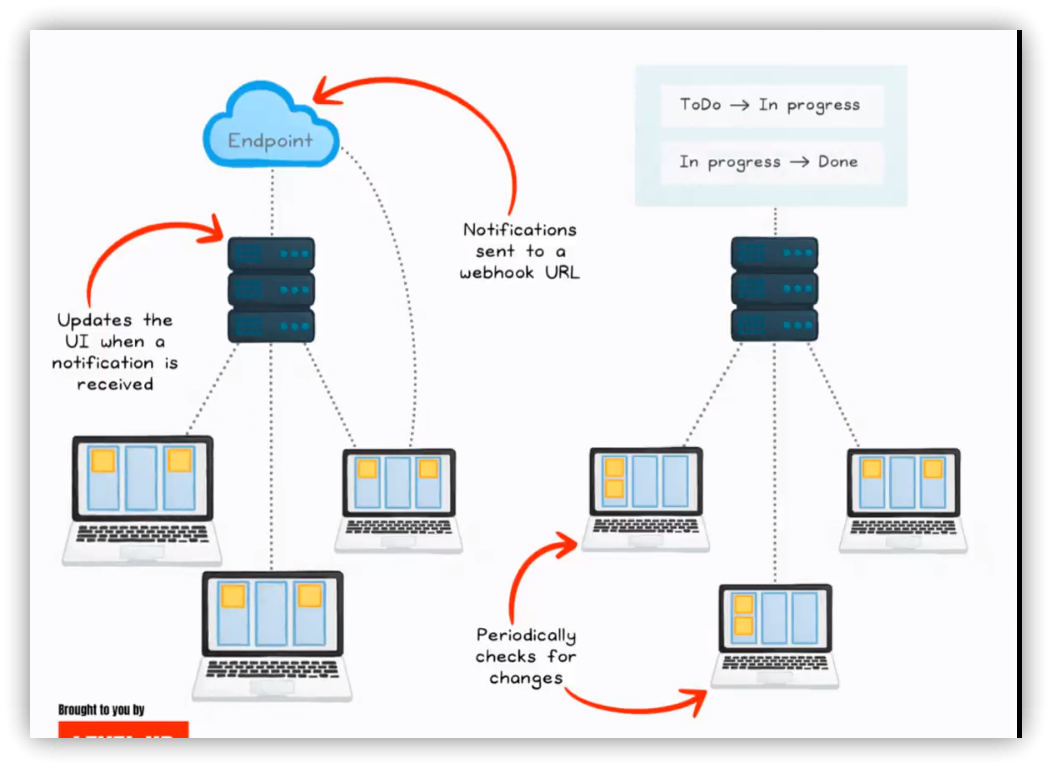 Endpoint
ToDo → In progress
In progress → Done
Notifications
sent to a
webhook URL
Updates the
UI when a
notification is
received
Periodically
checks for
changes
Brought to you by